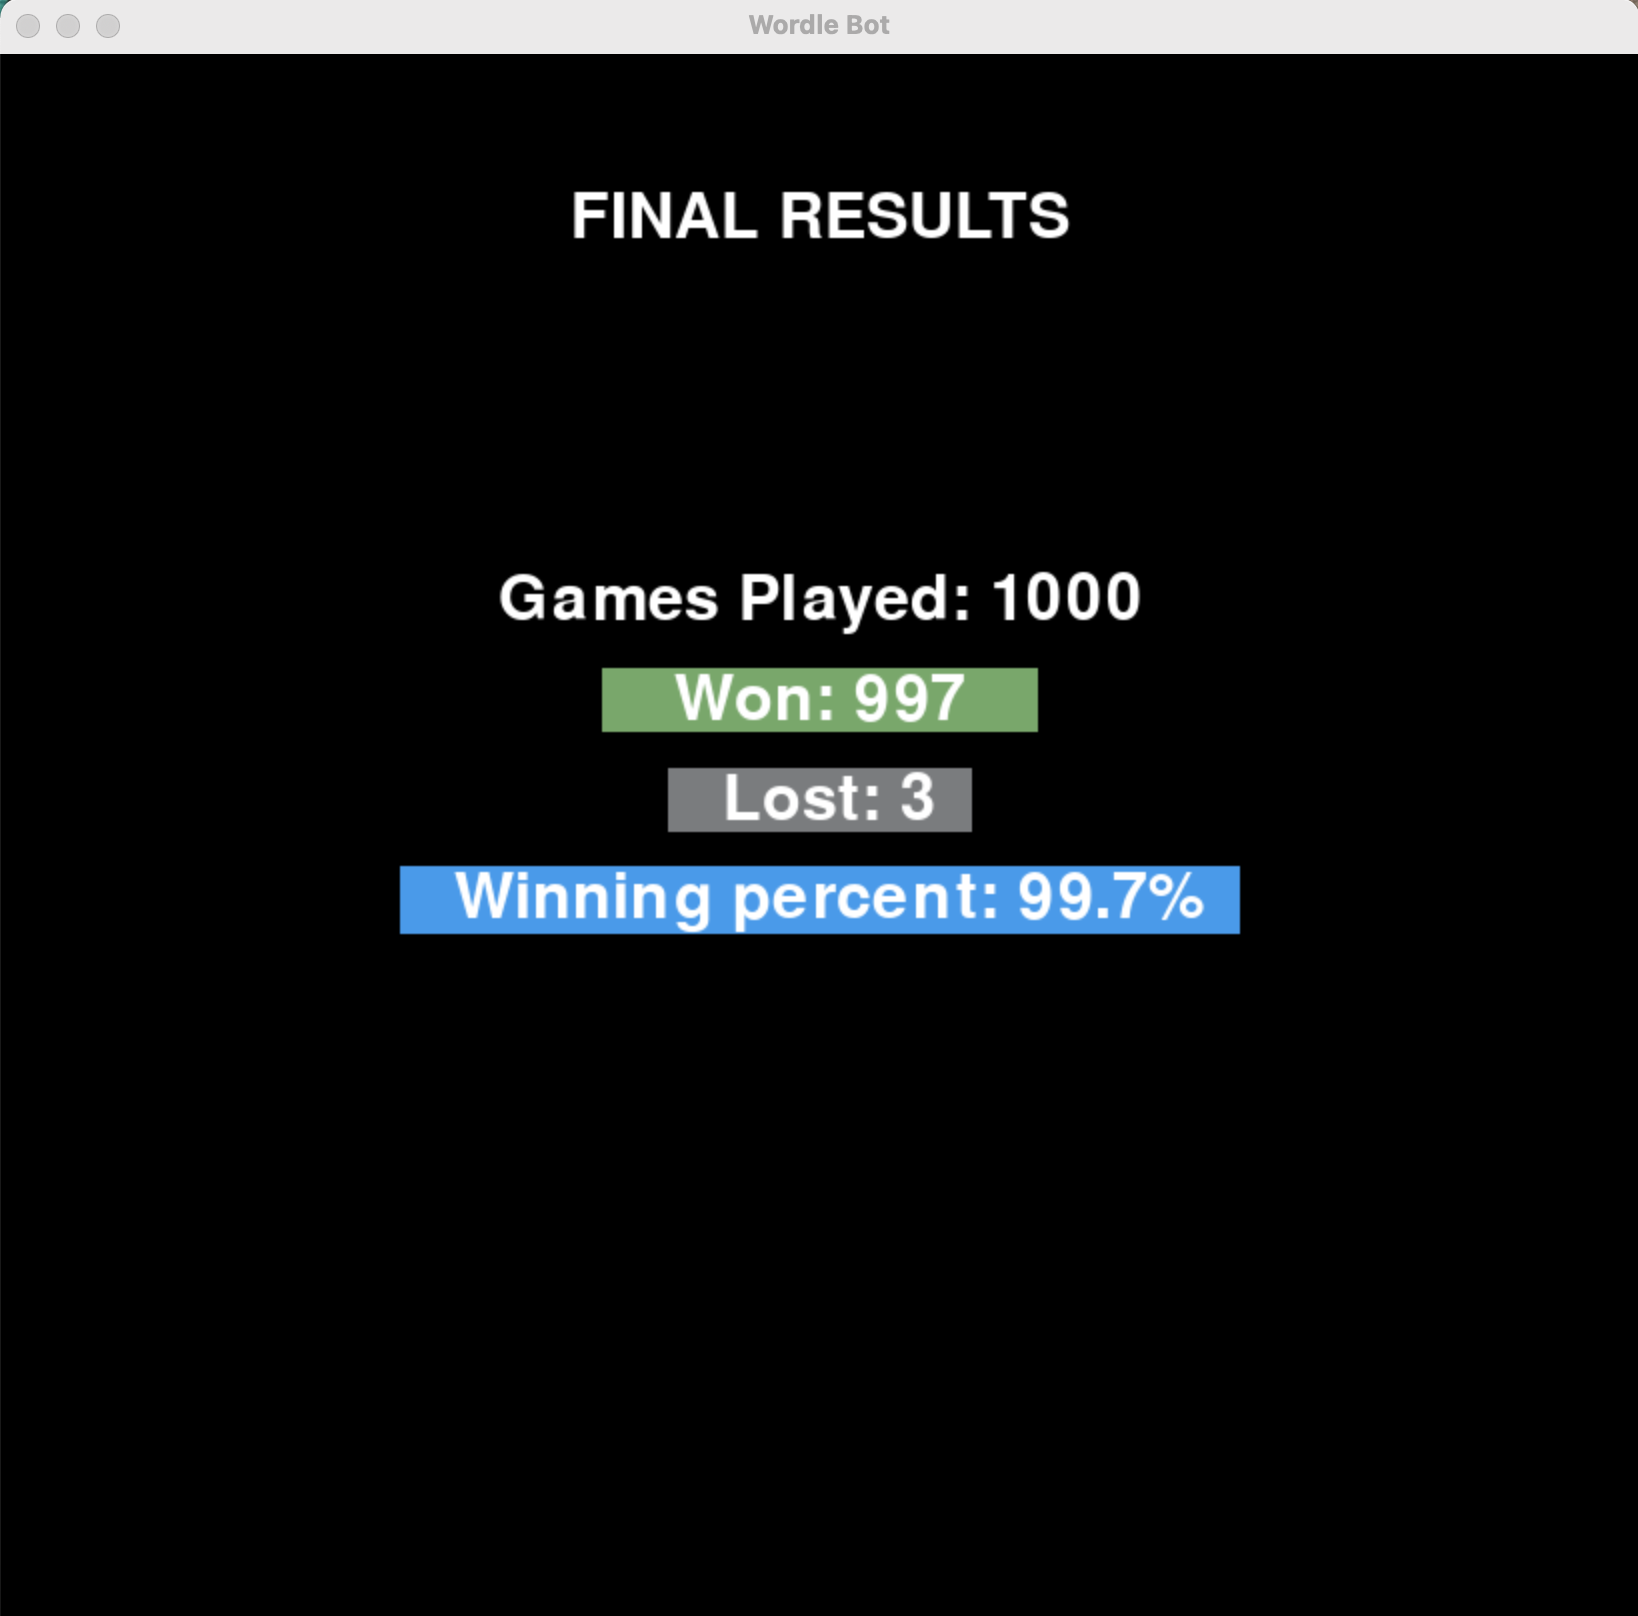 Wordle Bot
FINAL RESULTS
Games Played: 1000
Won: 997
Lost: 3
Winning percent: 99.7%